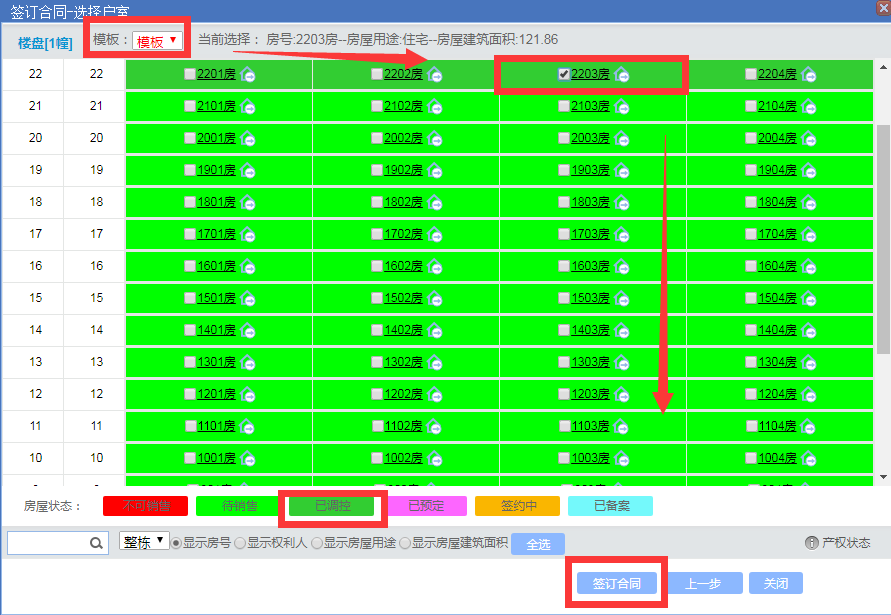 签订合同-选择户室
楼盘[1幢] 模板： 模板 当前选择： 房号:2203房--房屋用途:住宅--房屋建筑面积:121.86
22 22 2201房 2202房 2203房 2204房
21 21 2101房 2102房 2103房 2104房
20 20 2001房 2002房 2003房 2004房
19 19 1901房 1902房 1903房 1904房
18 18 1801房 1802房 1803房 1804房
17 17 1701房 1702房 1703房 1704房
16 16 1601房 1602房 1603房 1604房
15 15 1501房 1502房 1503房 1504房
14 14 1401房 1402房 1403房 1404房
13 13 1301房 1302房 1303房 1304房
12 12 1201房 1202房 1203房 1204房
11 11 1101房 1102房 1103房 1104房
10 10 1001房 1002房 1003房 1004房
房屋状态： 不可销售 待销售 已调控 已预定 签约中 已备案
整栋 显示房号 显示权利人 显示房屋用途 显示房屋建筑面积 全选 产权状态
签订合同 上一步 关闭